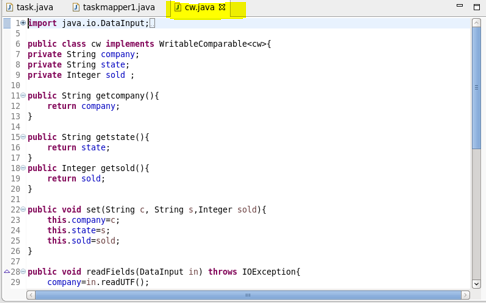 task.java taskmapper1.java cw.java
1 import java.io.DataInput;
5
6 public class cw implements WritableComparable<cw>{
7 private String company;
8 private String state;
9 private Integer sold ;
10
11 public String getcompany(){
12 return company;
13 }
14
15 public String getstate(){
16 return state;
17 }
18 public Integer getsold(){
19 return sold;
20 }
21
22 public void set(String c, String s,Integer sold){
23 this.company=c;
24 this.state=s;
25 this.sold=sold;
26 }
27
28 public void readFields(DataInput in) throws IOException{
29 company=in.readUTF();